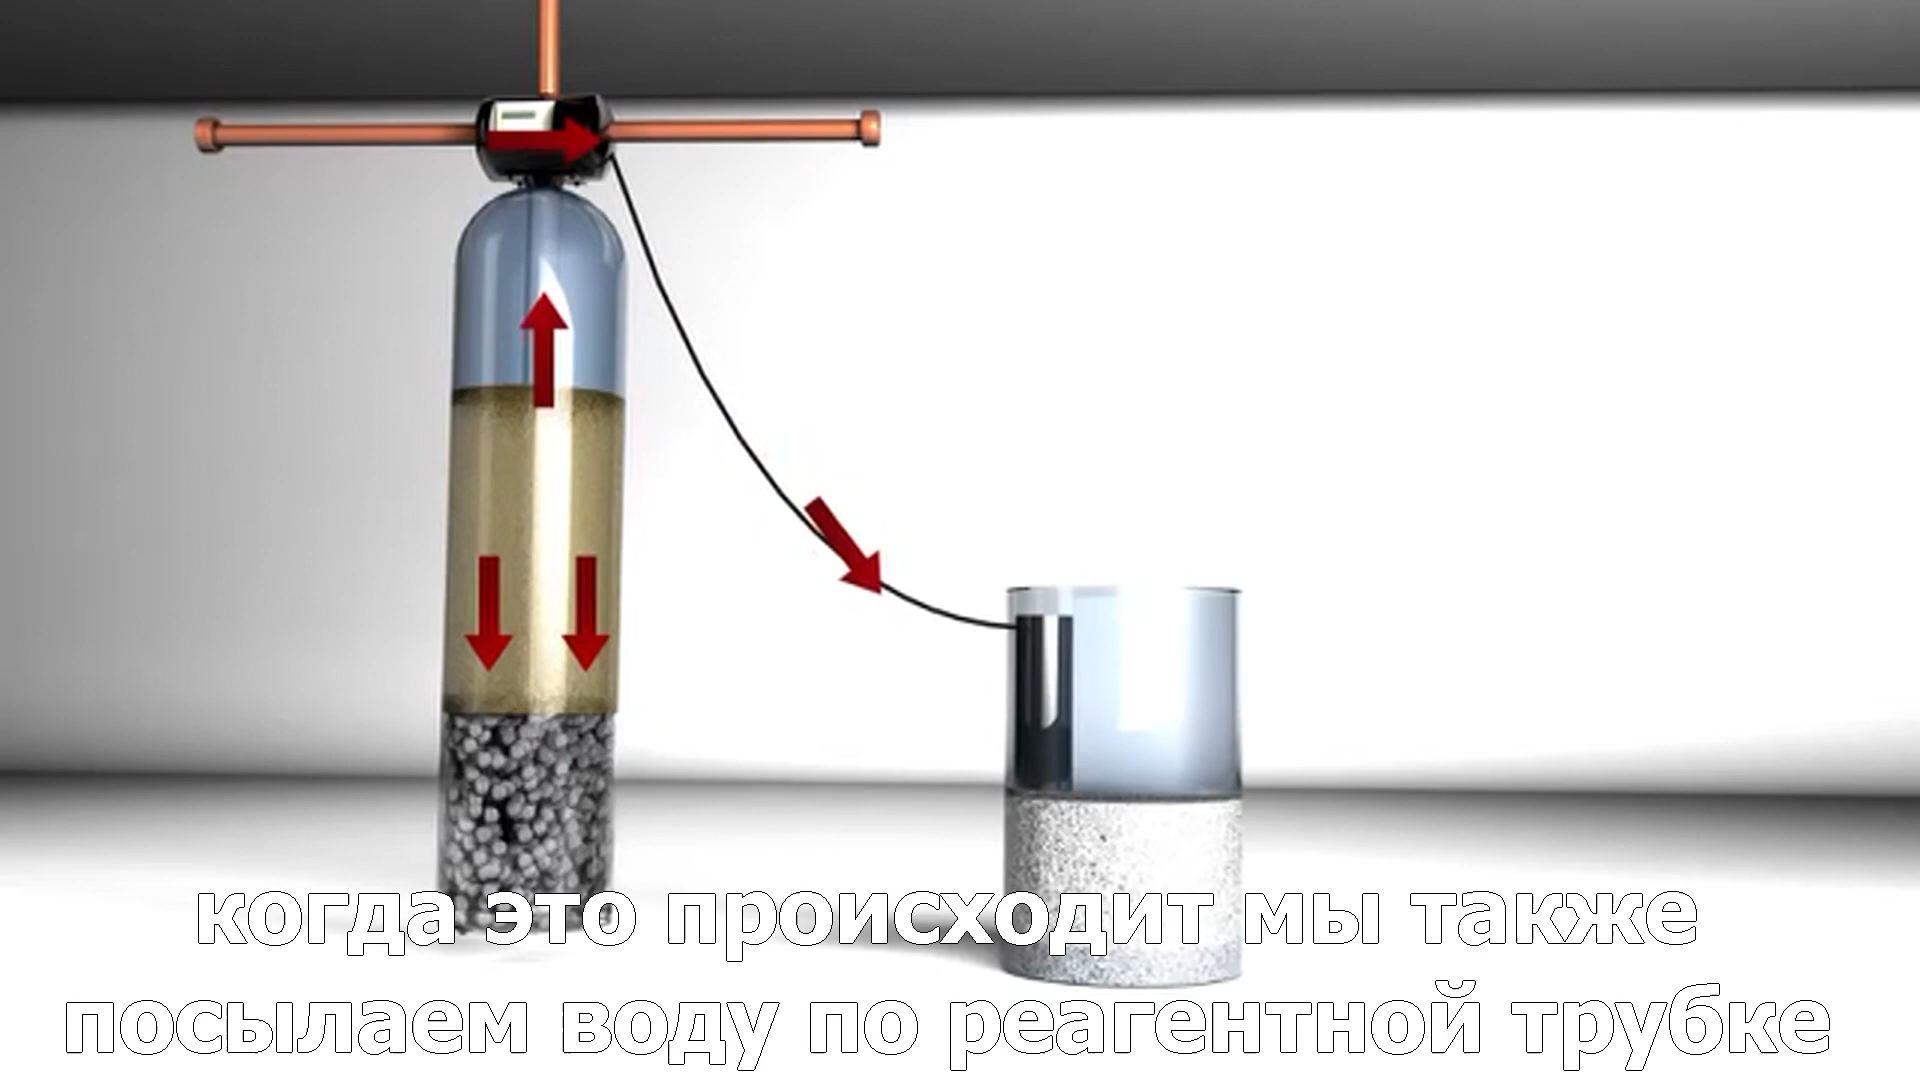 когда это происходит мы также
посылаем воду по реагентной трубке